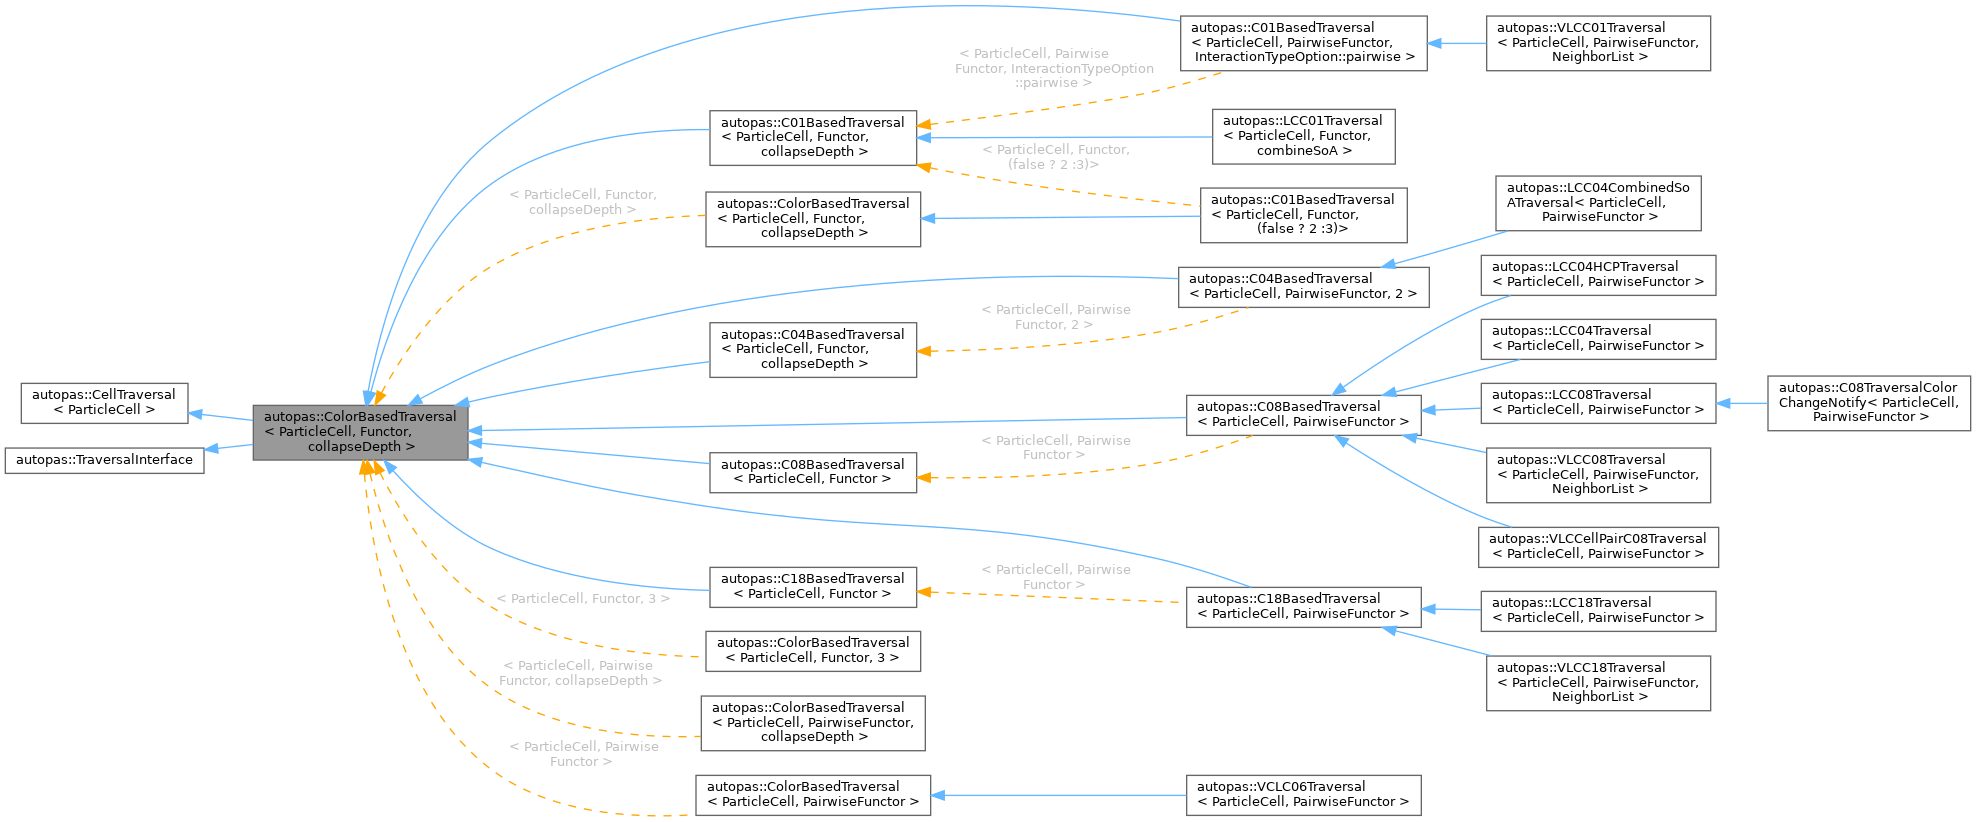 autopas::CellTraversal
< ParticleCell >
autopas::TraversalInterface
autopas::ColorBasedTraversal
< ParticleCell, Functor,
collapseDepth >
< ParticleCell, Functor,
collapseDepth >
< ParticleCell, Functor, 3 >
< ParticleCell, Pairwise
Functor, collapseDepth >
< ParticleCell, Pairwise
Functor >
autopas::C01BasedTraversal
< ParticleCell, Functor,
collapseDepth >
autopas::ColorBasedTraversal
< ParticleCell, Functor,
collapseDepth >
autopas::C04BasedTraversal
< ParticleCell, Functor,
collapseDepth >
autopas::C08BasedTraversal
< ParticleCell, Functor >
autopas::C18BasedTraversal
< ParticleCell, Functor >
autopas::ColorBasedTraversal
< ParticleCell, Functor, 3 >
autopas::ColorBasedTraversal
< ParticleCell, PairwiseFunctor,
collapseDepth >
autopas::ColorBasedTraversal
< ParticleCell, PairwiseFunctor >
< ParticleCell, Pairwise
Functor, InteractionTypeOption
::pairwise >
< ParticleCell, Functor,
(false ? 2 :3)>
< ParticleCell, Pairwise
Functor, 2 >
< ParticleCell, Pairwise
Functor >
< ParticleCell, Pairwise
Functor >
autopas::C01BasedTraversal
< ParticleCell, PairwiseFunctor,
InteractionTypeOption::pairwise >
autopas::LCC01Traversal
< ParticleCell, Functor,
combineSoA >
autopas::C01BasedTraversal
< ParticleCell, Functor,
(false ? 2 :3)>
autopas::C04BasedTraversal
< ParticleCell, PairwiseFunctor, 2 >
autopas::C08BasedTraversal
< ParticleCell, PairwiseFunctor >
autopas::C18BasedTraversal
< ParticleCell, PairwiseFunctor >
autopas::VCLC06Traversal
< ParticleCell, PairwiseFunctor >
autopas::VLCC01Traversal
< ParticleCell, PairwiseFunctor,
NeighborList >
autopas::LCC04CombinedSo
ATraversal< ParticleCell,
PairwiseFunctor >
autopas::LCC04HCPTraversal
< ParticleCell, PairwiseFunctor >
autopas::LCC04Traversal
< ParticleCell, PairwiseFunctor >
autopas::LCC08Traversal
< ParticleCell, PairwiseFunctor >
autopas::VLCC08Traversal
< ParticleCell, PairwiseFunctor,
NeighborList >
autopas::VLCCellPairC08Traversal
< ParticleCell, PairwiseFunctor >
autopas::LCC18Traversal
< ParticleCell, PairwiseFunctor >
autopas::VLCC18Traversal
< ParticleCell, PairwiseFunctor,
NeighborList >
autopas::C08TraversalColor
ChangeNotify< ParticleCell,
PairwiseFunctor >